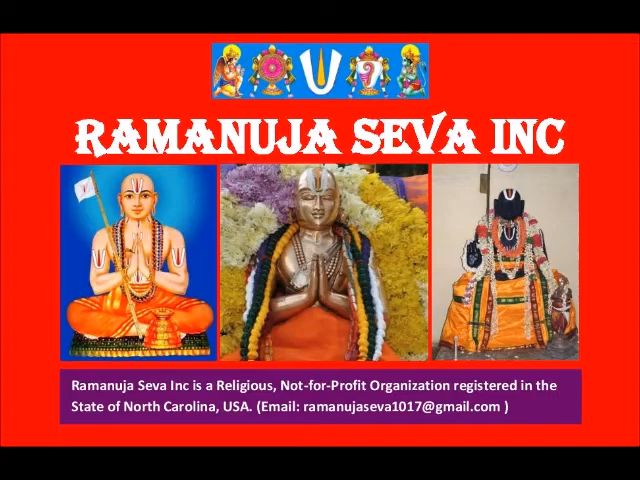 RAMANUJA SEVA INC
Ramanuja Seva Inc is a Religious, Not-for-Profit Organization registered in the
State of North Carolina, USA. (Email: ramanujaseva1017@gmail.com )